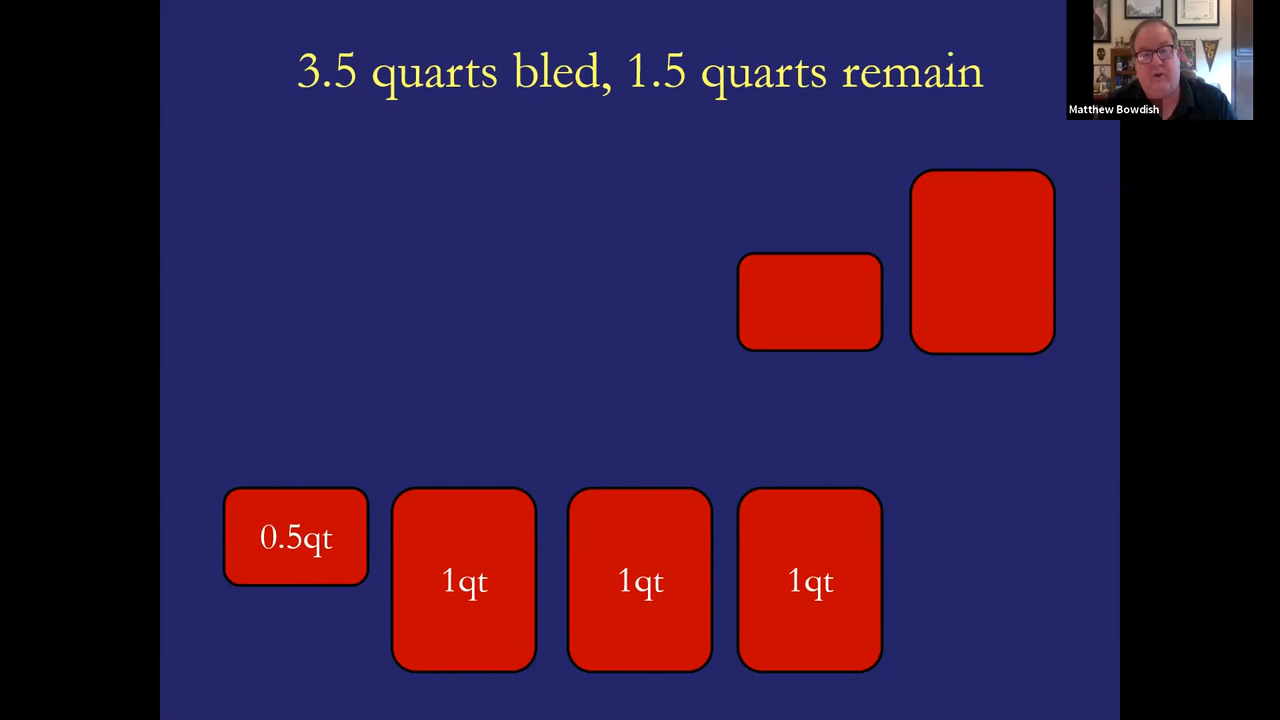 3.5 quarts bled, 1.5 quarts remain
Matthew Bowdish
0.5qt
1qt
1qt
1qt